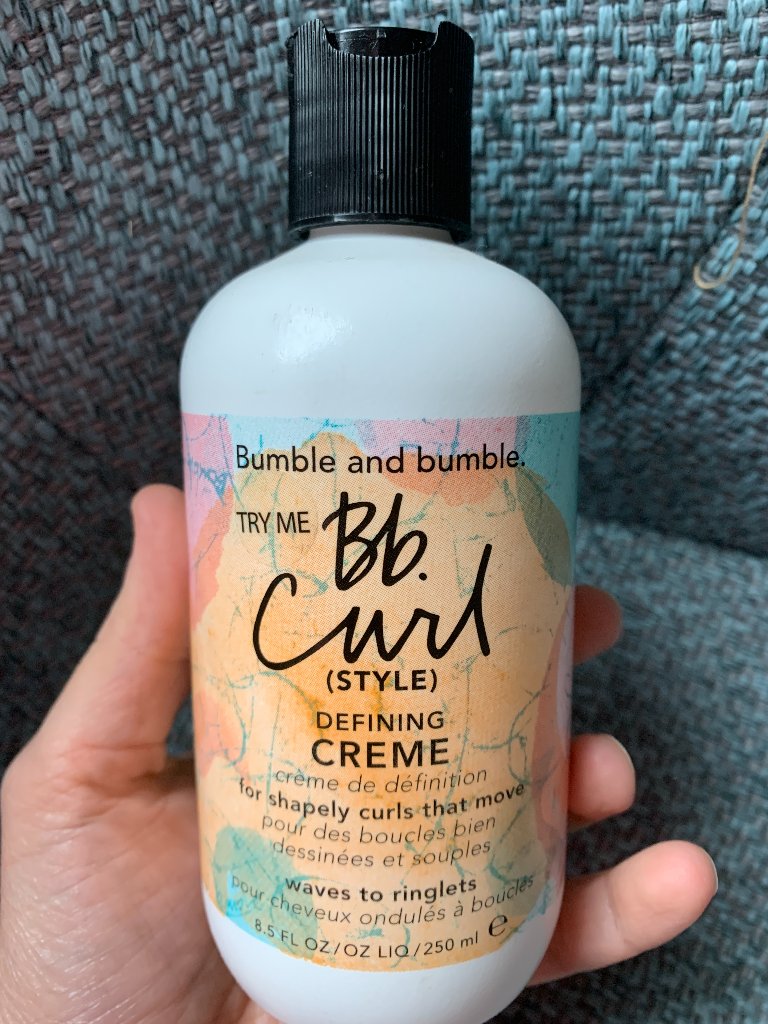 Bumble and bumble.
TRY ME Bb.
Curl
(STYLE)
DEFINING
CREME
crème de définition
for shapely curls that move
pour des boucles bien
dessinées et souples
waves to ringlets
pour cheveux ondulés à bouclés
8.5 FL OZ/OZ LIQ/250 ml ℮